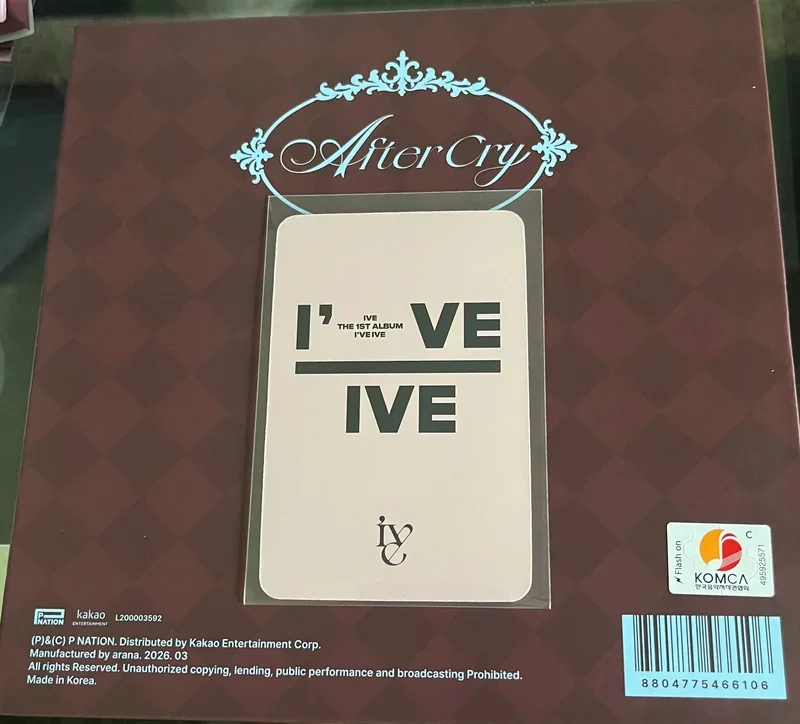 After Cry
I' VE
IVE
THE 1ST ALBUM
I'VE IVE
IVE
ive
P NATION
kakao
ENTERTAINMENT
L200003592
(P)&(C) P NATION. Distributed by Kakao Entertainment Corp.
Manufactured by arana. 2026. 03
All rights Reserved. Unauthorized copying, lending, public performance and broadcasting Prohibited.
Made in Korea.
Flash on
C
KOMCA
한국음악저작권협회
495925571
8804775466106